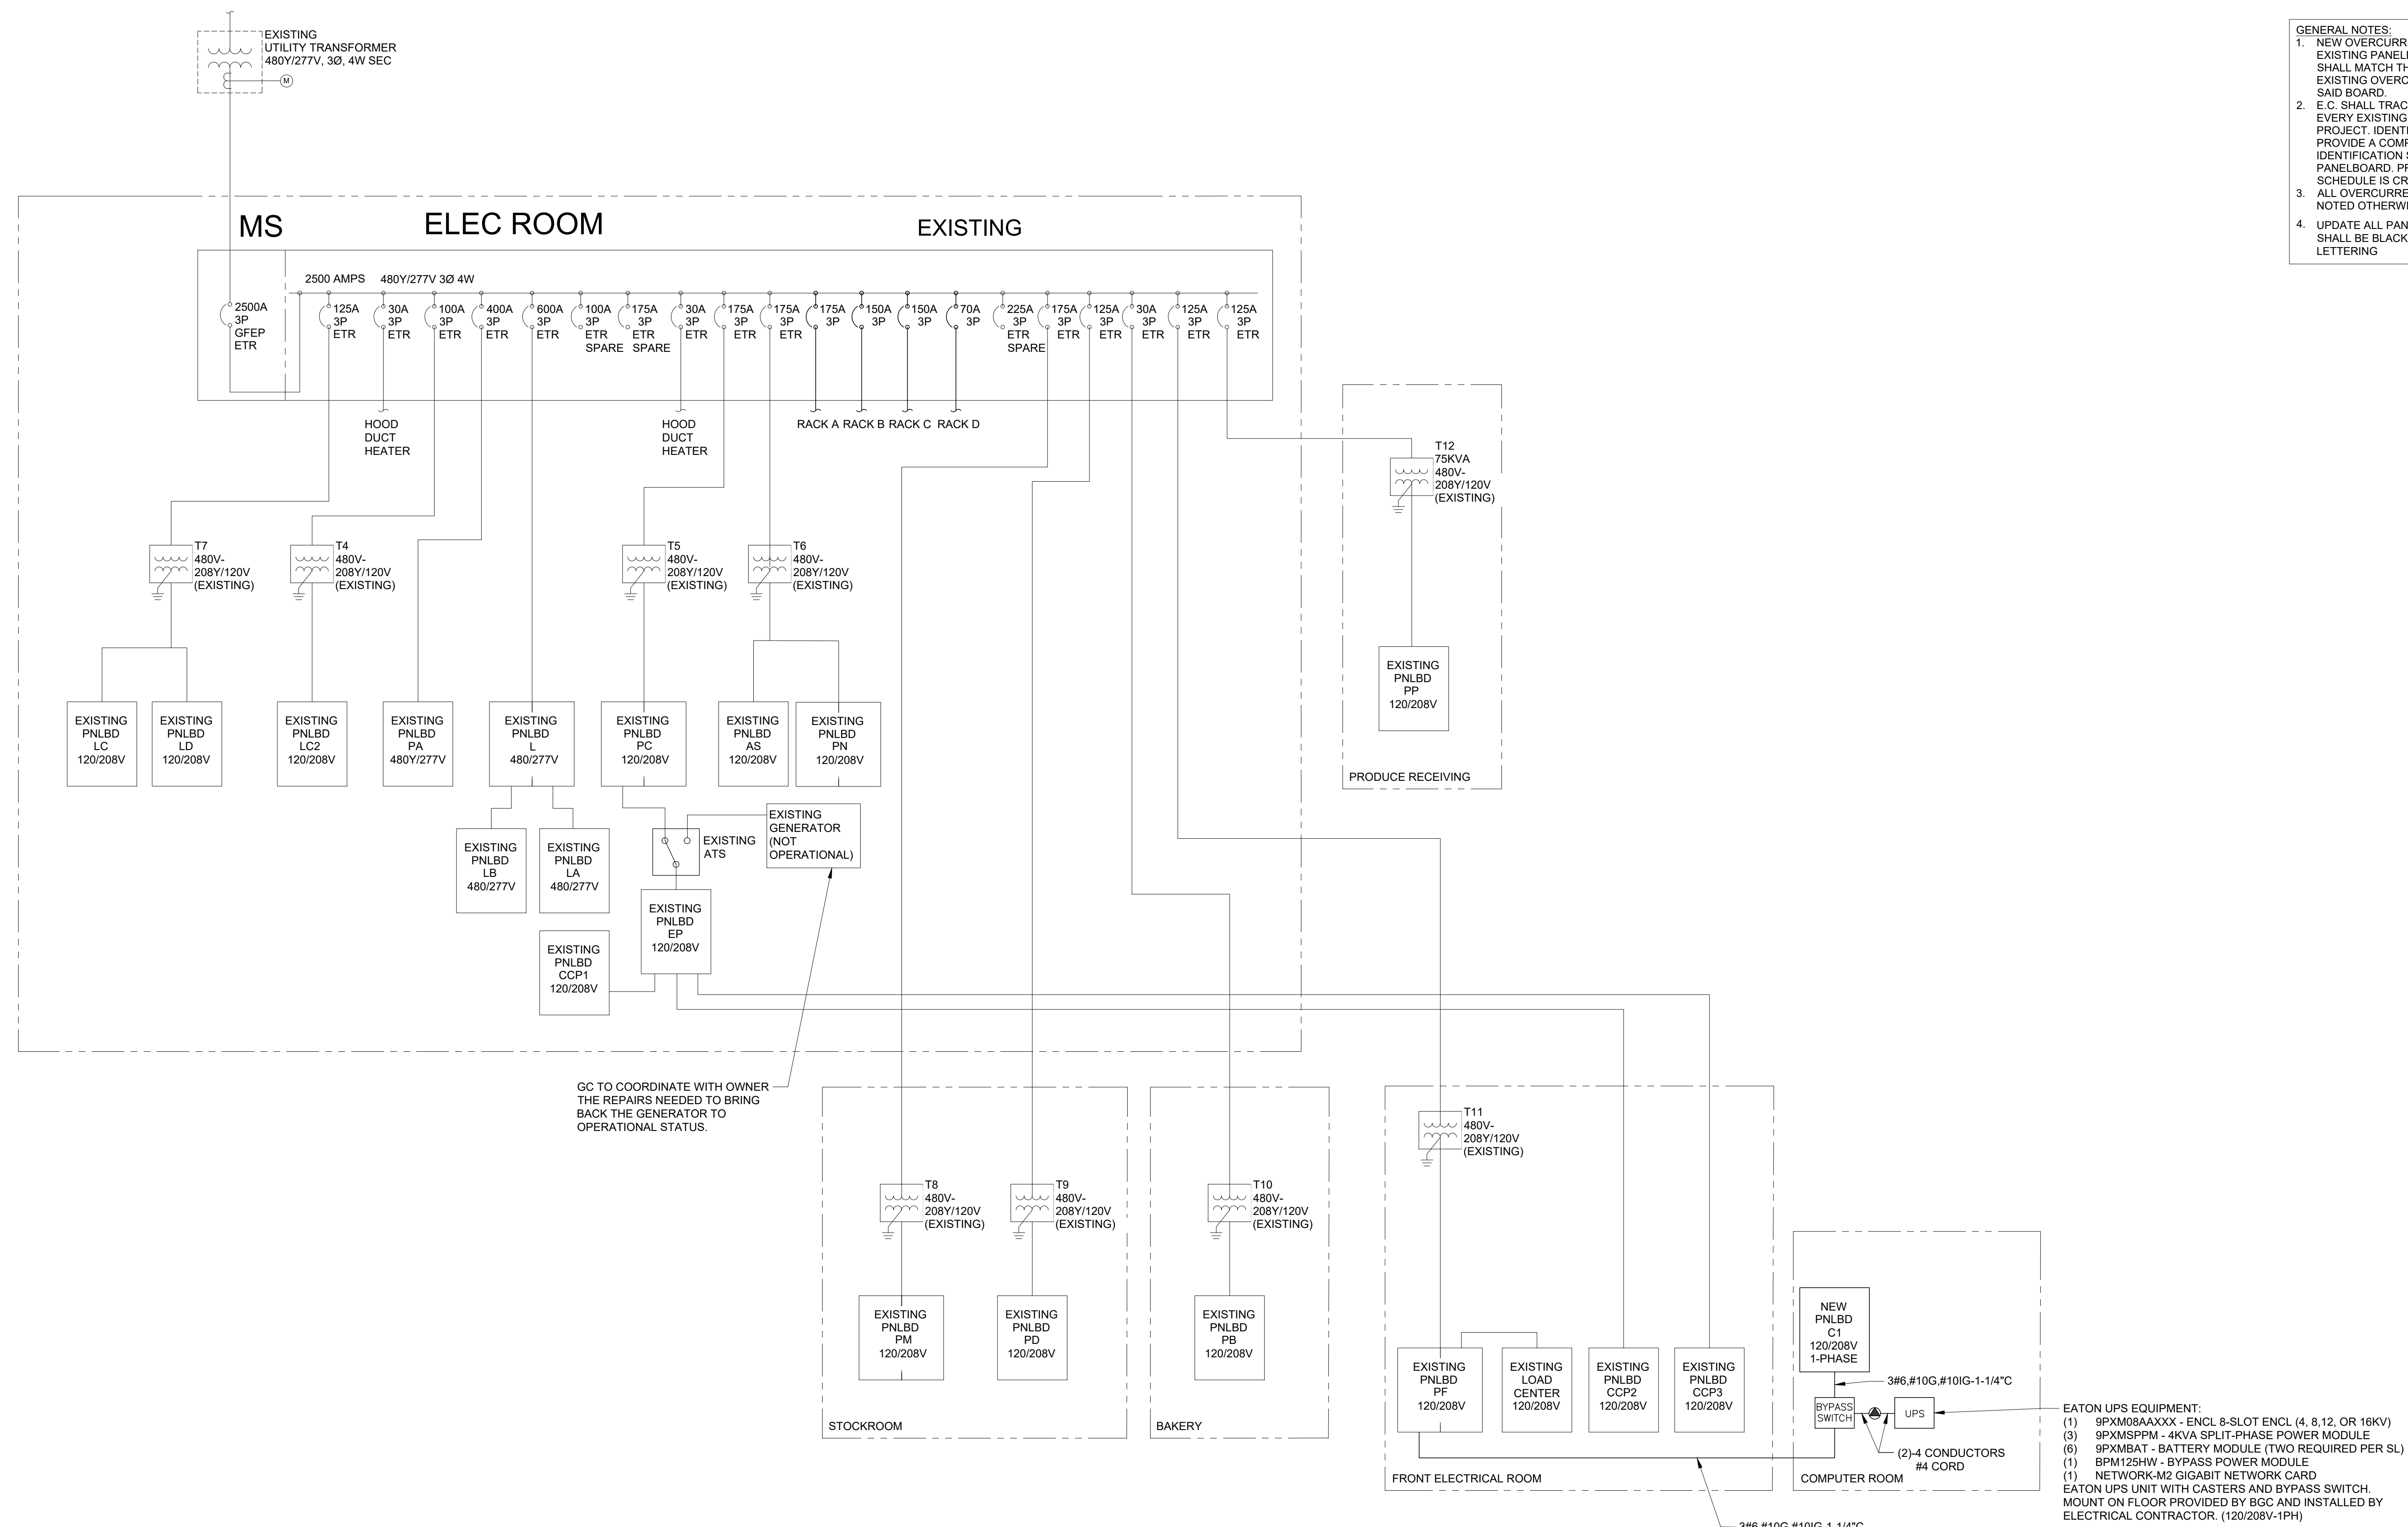 EXISTING
UTILITY TRANSFORMER
480Y/277V, 3Ø, 4W SEC
M
GENERAL NOTES:
1. NEW
EXISTING
SHALL MATCH
EXISTING
SAID BOARD.
2. E.C. SHALL
EVERY EXISTING
PROJECT.
PROVIDE A
IDENTIFICATION
PANELBOARD.
SCHEDULE IS
3. ALL
NOTED
4. UPDATE ALL
SHALL BE BLACK
LETTERING
MS
ELEC ROOM
EXISTING
2500 AMPS 480Y/277V 3Ø 4W
2500A
3P
GFEP
ETR
125A
3P
ETR
30A
3P
ETR
100A
3P
ETR
400A
3P
ETR
600A
3P
ETR
100A
3P
ETR
SPARE
175A
3P
ETR
SPARE
30A
3P
ETR
175A
3P
ETR
175A
3P
ETR
175A
3P
150A
3P
150A
3P
70A
3P
225A
3P
ETR
SPARE
175A
3P
ETR
125A
3P
ETR
30A
3P
ETR
125A
3P
ETR
125A
3P
ETR
HOOD
DUCT
HEATER
HOOD
DUCT
HEATER
RACK A RACK B RACK C RACK D
T12
75KVA
480V-
208Y/120V
(EXISTING)
T7
480V-
208Y/120V
(EXISTING)
T4
480V-
208Y/120V
(EXISTING)
T5
480V-
208Y/120V
(EXISTING)
T6
480V-
208Y/120V
(EXISTING)
EXISTING
PNLBD
PP
120/208V
PRODUCE RECEIVING
EXISTING
PNLBD
LC
120/208V
EXISTING
PNLBD
LD
120/208V
EXISTING
PNLBD
LC2
120/208V
EXISTING
PNLBD
PA
480Y/277V
EXISTING
PNLBD
L
480/277V
EXISTING
PNLBD
PC
120/208V
EXISTING
PNLBD
AS
120/208V
EXISTING
PNLBD
PN
120/208V
EXISTING
PNLBD
LB
480/277V
EXISTING
PNLBD
LA
480/277V
EXISTING
ATS
EXISTING
GENERATOR
(NOT
OPERATIONAL)
EXISTING
PNLBD
EP
120/208V
EXISTING
PNLBD
CCP1
120/208V
GC TO COORDINATE WITH OWNER
THE REPAIRS NEEDED TO BRING
BACK THE GENERATOR TO
OPERATIONAL STATUS.
T8
480V-
208Y/120V
(EXISTING)
T9
480V-
208Y/120V
(EXISTING)
T10
480V-
208Y/120V
(EXISTING)
T11
480V-
208Y/120V
(EXISTING)
EXISTING
PNLBD
PM
120/208V
EXISTING
PNLBD
PD
120/208V
STOCKROOM
EXISTING
PNLBD
PB
120/208V
BAKERY
EXISTING
PNLBD
PF
120/208V
EXISTING
LOAD
CENTER
120/208V
EXISTING
PNLBD
CCP2
120/208V
EXISTING
PNLBD
CCP3
120/208V
FRONT ELECTRICAL ROOM
NEW
PNLBD
C1
120/208V
1-PHASE
3#6,#10G,#10IG-1-1/4"C
BYPASS
SWITCH
UPS
(2)-4 CONDUCTORS
#4 CORD
COMPUTER ROOM
3#6,#10G,#10IG-1-1/4"C
EATON UPS EQUIPMENT:
(1) 9PXM08AAXXX - ENCL 8-SLOT ENCL (4, 8,12, OR 16KV)
(3) 9PXMSPPM - 4KVA SPLIT-PHASE POWER MODULE
(6) 9PXMBAT - BATTERY MODULE (TWO REQUIRED PER SL)
(1) BPM125HW - BYPASS POWER MODULE
(1) NETWORK-M2 GIGABIT NETWORK CARD
EATON UPS UNIT WITH CASTERS AND BYPASS SWITCH.
MOUNT ON FLOOR PROVIDED BY BGC AND INSTALLED BY
ELECTRICAL CONTRACTOR. (120/208V-1PH)